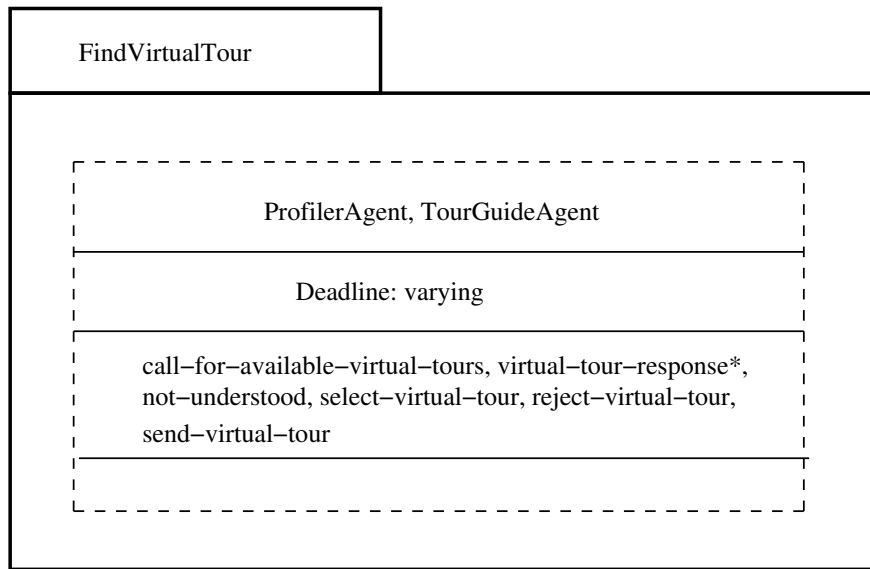 FindVirtualTour
ProfilerAgent, TourGuideAgent
Deadline: varying
call−for−available−virtual−tours, virtual−tour−response*,
not−understood, select−virtual−tour, reject−virtual−tour,
send−virtual−tour